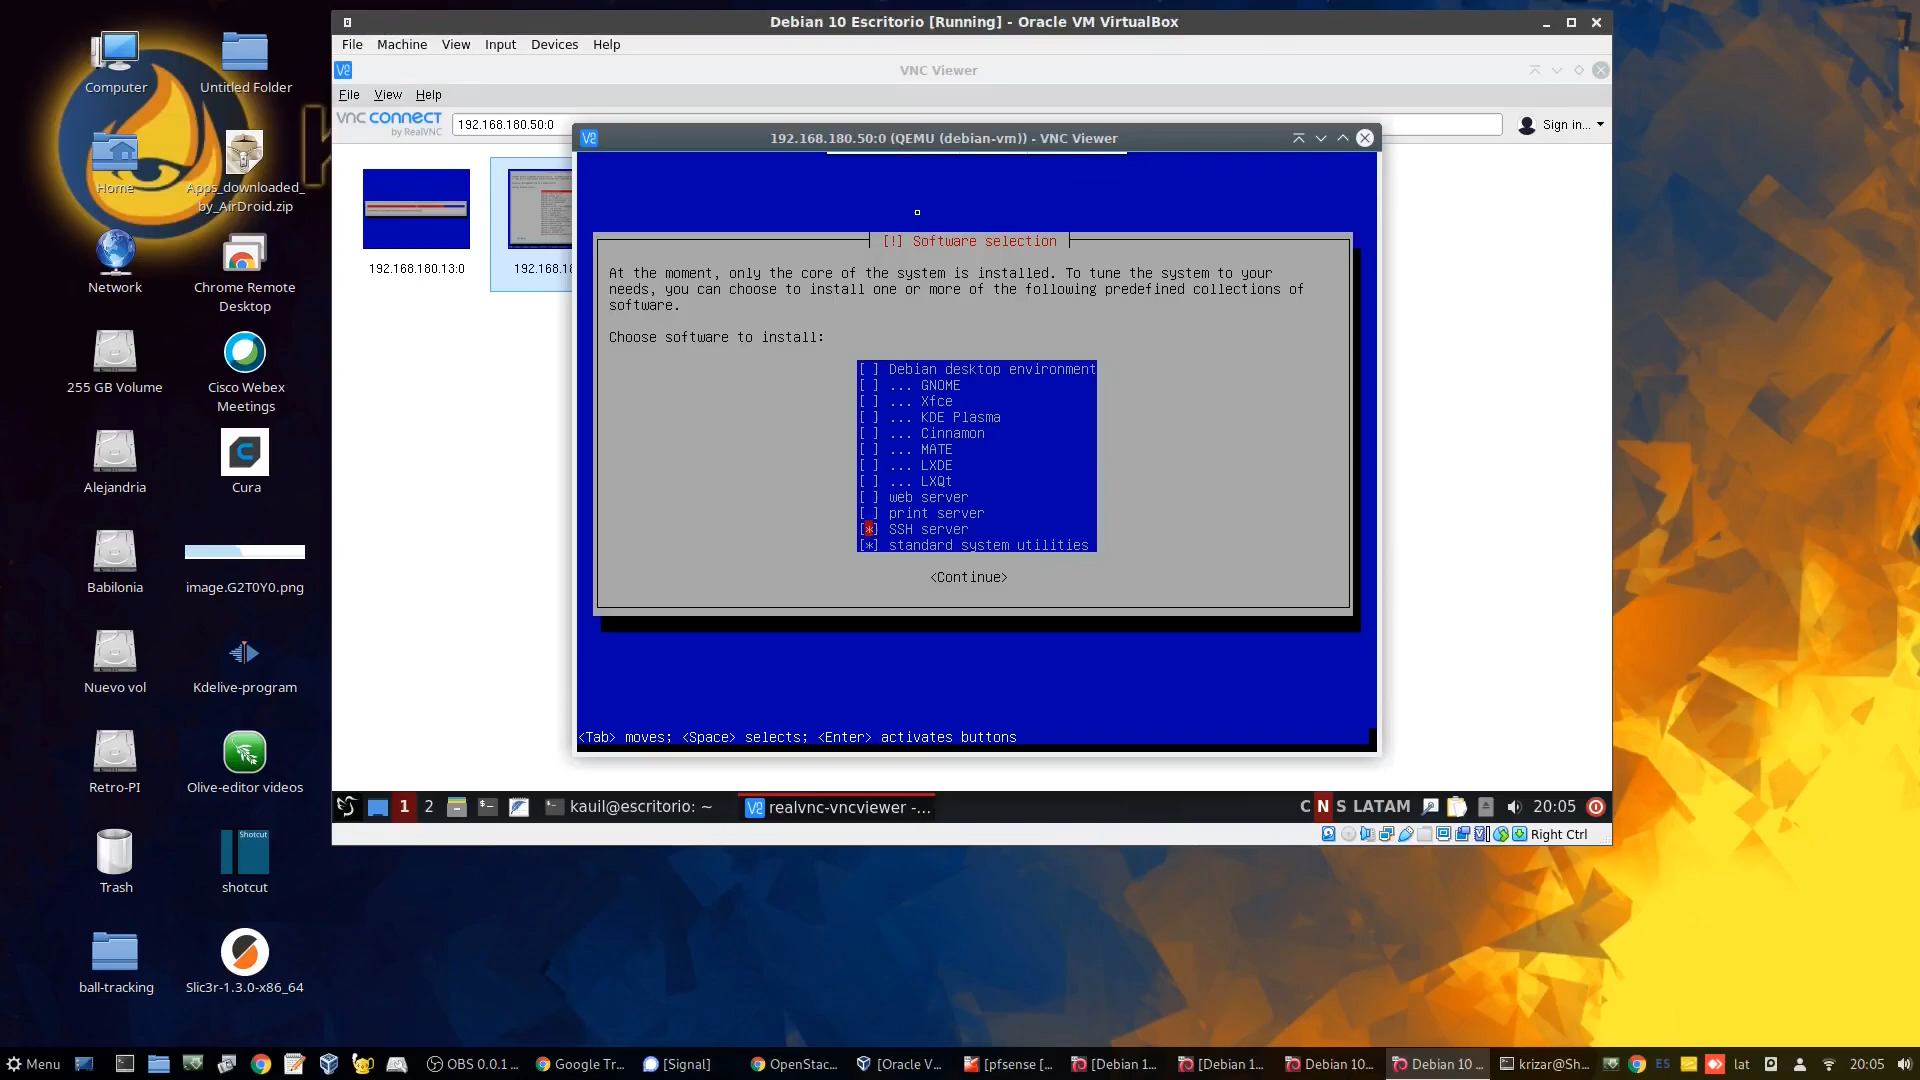 Debian 10 Escritorio [Running] - Oracle VM VirtualBox
File Machine View Input Devices Help
VNC Viewer
File View Help
vnc connect
by RealVNC
192.168.180.50:0
Sign in...
192.168.180.50:0 (QEMU (debian-vm)) - VNC Viewer
192.168.180.13:0
192.168.18
[!] Software selection
At the moment, only the core of the system is installed. To tune the system to your
needs, you can choose to install one or more of the following predefined collections of
software.
Choose software to install:
[ ] Debian desktop environment
[ ] ... GNOME
[ ] ... Xfce
[ ] ... KDE Plasma
[ ] ... Cinnamon
[ ] ... MATE
[ ] ... LXDE
[ ] ... LXQt
[ ] web server
[ ] print server
[*] SSH server
[*] standard system utilities
<Continue>
<Tab> moves; <Space> selects; <Enter> activates buttons
1 2 kauil@escritorio: ~ realvnc-vncviewer -... C N S LATAM 20:05
Right Ctrl
Computer
Untitled Folder
Home
Apps_downloaded_
by_AirDroid.zip
Network
Chrome Remote
Desktop
255 GB Volume
Cisco Webex
Meetings
Alejandria
Cura
Babilonia
image.G2T0Y0.png
Nuevo vol
Kdelive-program
Retro-PI
Olive-editor videos
Shotcut
Trash
shotcut
ball-tracking
Slic3r-1.3.0-x86_64
Menu OBS 0.0.1 ... Google Tr... [Signal] OpenStac... [Oracle V... [pfsense [... [Debian 1... [Debian 1... Debian 10... Debian 10 ... krizar@Sh... ES lat 20:05